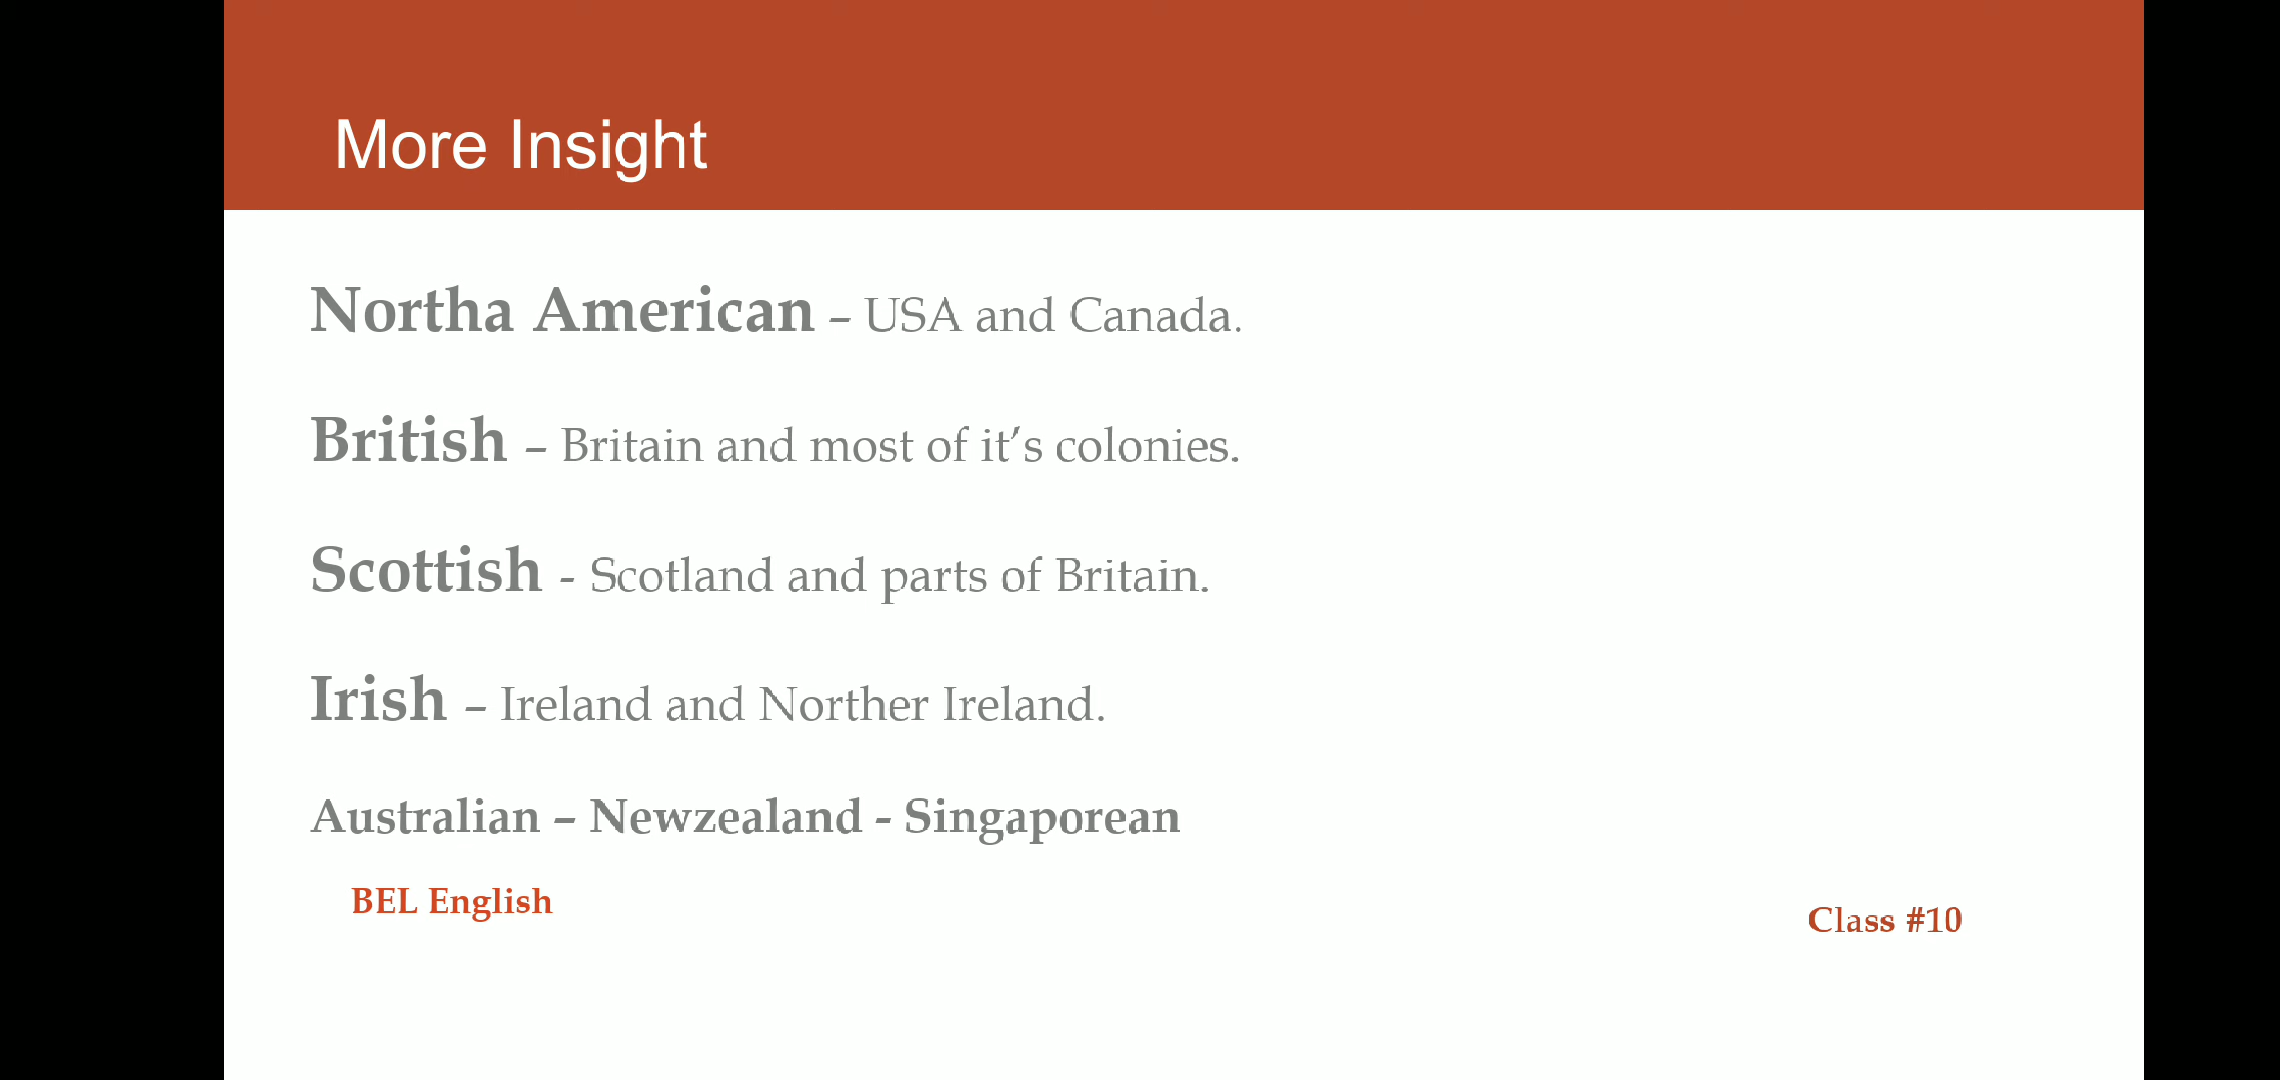 More Insight
Northa American – USA and Canada.
British – Britain and most of it's colonies.
Scottish - Scotland and parts of Britain.
Irish – Ireland and Norther Ireland.
Australian – Newzealand - Singaporean
BEL English
Class #10